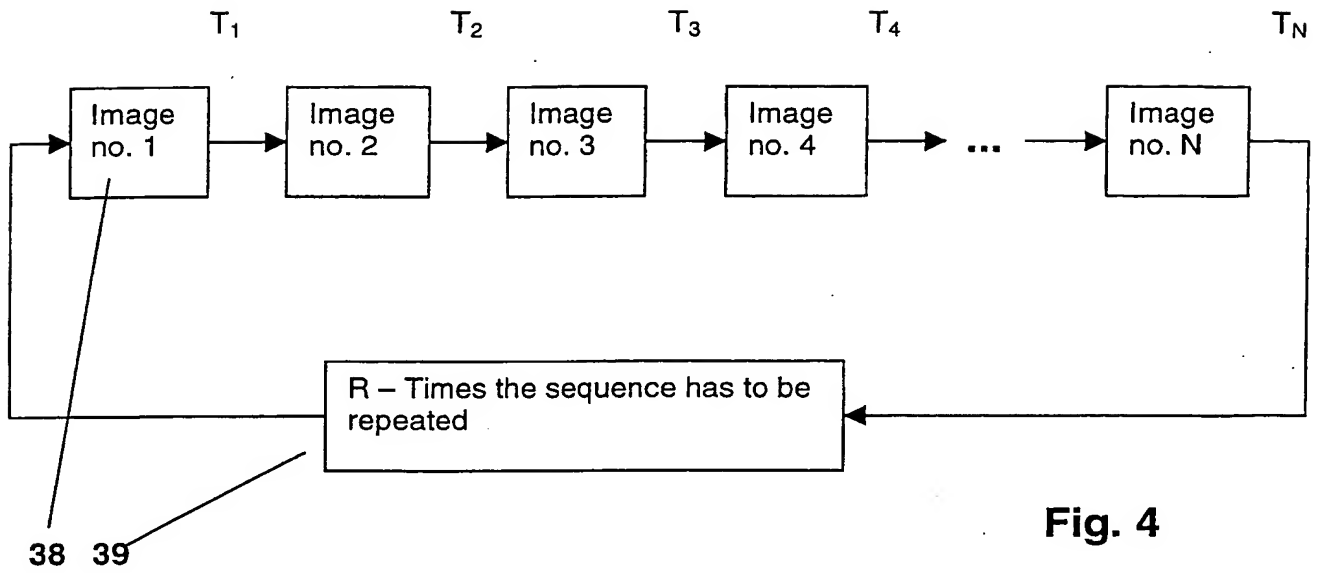 T₁ T₂ T₃ T₄ T_N
Image no. 1
Image no. 2
Image no. 3
Image no. 4
...
Image no. N
R – Times the sequence has to be
repeated
Fig. 4
38 39